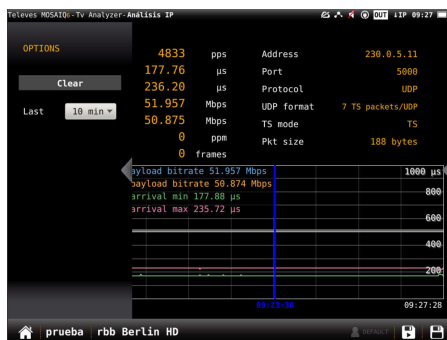 Televes MOSAIQ6-Tv Analyzer-Análisis IP OUT ↓IP 09:27
OPTIONS
Clear
Last 10 min
4833 pps Address 230.0.5.11
177.76 µs Port 5000
236.20 µs Protocol UDP
51.957 Mbps UDP format 7 TS packets/UDP
50.875 Mbps TS mode TS
0 ppm Pkt size 188 bytes
0 frames
ayload bitrate 51.957 Mbps 1000 µs
payload bitrate 50.874 Mbps 800
arrival min 177.88 µs
arrival max 235.72 µs 600
400
200
09:27:28
prueba rbb Berlin HD DEFAULT